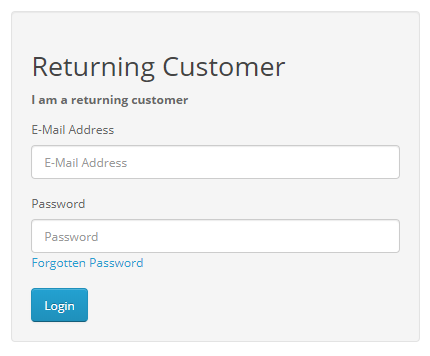 Returning Customer
I am a returning customer
E-Mail Address
E-Mail Address
Password
Password
Forgotten Password
Login